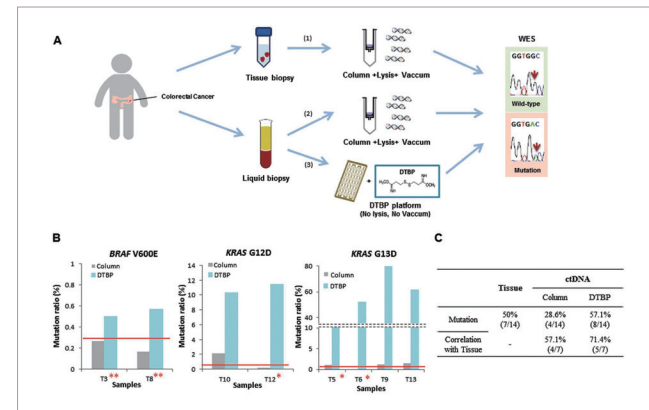 A
WES
(1)
GGTGGC
Tissue biopsy
Column +Lysis+ Vaccum
Wild-type
Colorectal Cancer
(2)
GGTGAC
Column +Lysis+ Vaccum
Mutation
(3)
DTBP
Liquid biopsy
+
DTBP platform
(No lysis, No Vaccum)
B
BRAF V600E
Column
DTBP
Mutation ratio (%)
1
0.8
0.6
0.4
0.2
0
T3 **
T8 **
Samples
KRAS G12D
Column
DTBP
Mutation ratio (%)
14
12
10
8
6
4
2
0
T10
T12 *
Samples
KRAS G13D
Column
DTBP
Mutation ratio (%)
80
60
40
10
5
0
T5 *
T6 *
T9
T13
Samples
C
Tissue ctDNA
Column DTBP
Mutation 50% (7/14) 28.6% (4/14) 57.1% (8/14)
Correlation with Tissue - 57.1% (4/7) 71.4% (5/7)